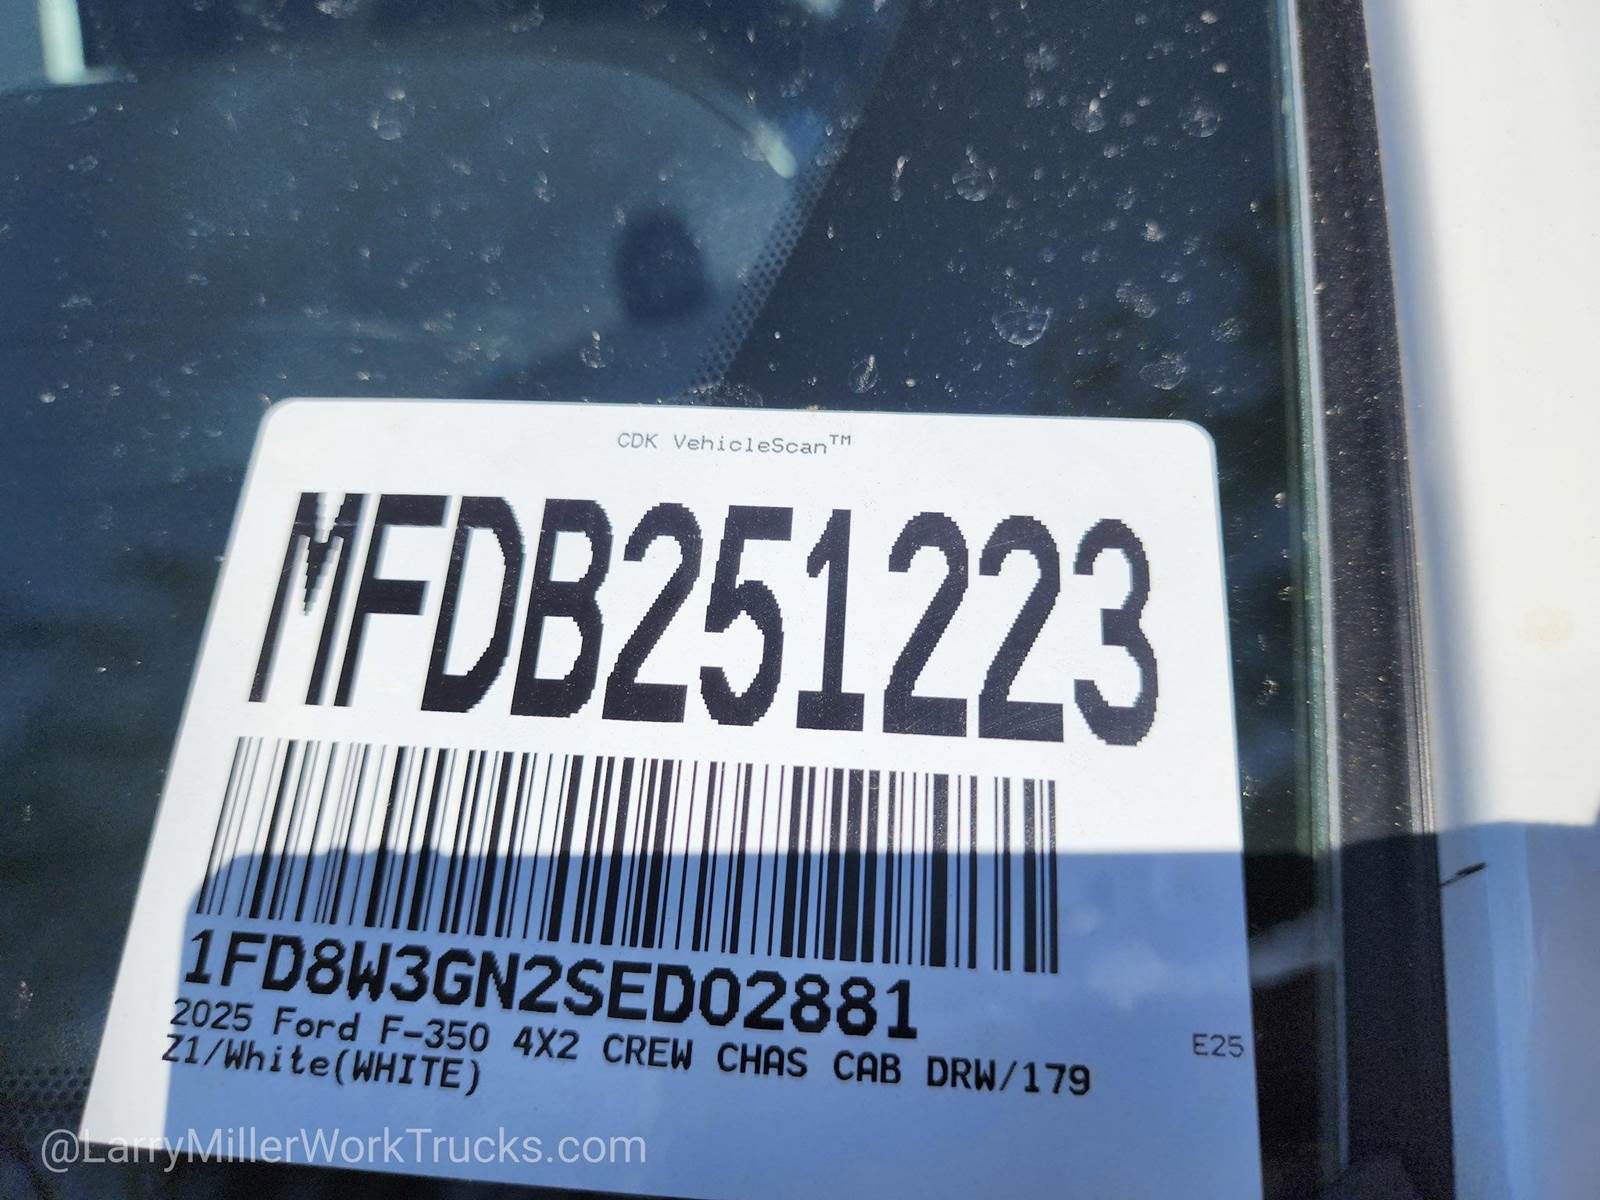 CDK VehicleScan™
MFDB251223
1FD8W3GN2SED02881
2025 Ford F-350 4X2 CREW CHAS CAB DRW/179
E25
Z1/White(WHITE)
@LarryMillerWorkTrucks.com